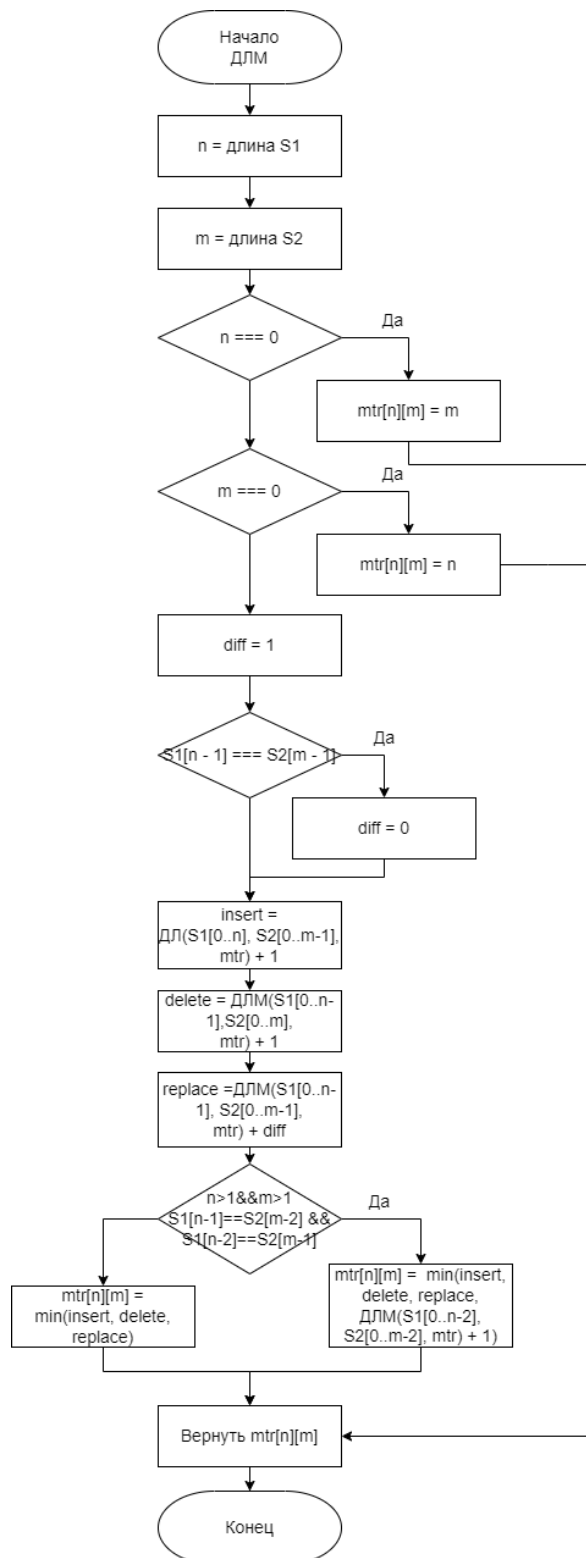 Начало
ДЛМ
n = длина S1
m = длина S2
n === 0
Да
mtr[n][m] = m
m === 0
Да
mtr[n][m] = n
diff = 1
S1[n - 1] === S2[m - 1]
Да
diff = 0
insert =
ДЛ(S1[0..n], S2[0..m-1],
mtr) + 1
delete = ДЛМ(S1[0..n-
1],S2[0..m],
mtr) + 1
replace =ДЛМ(S1[0..n-
1], S2[0..m-1],
mtr) + diff
n>1&&m>1
S1[n-1]==S2[m-2] &&
S1[n-2]==S2[m-1]
Да
mtr[n][m] =
min(insert, delete,
replace)
mtr[n][m] = min(insert,
delete, replace,
ДЛМ(S1[0..n-2],
S2[0..m-2], mtr) + 1)
Вернуть mtr[n][m]
Конец